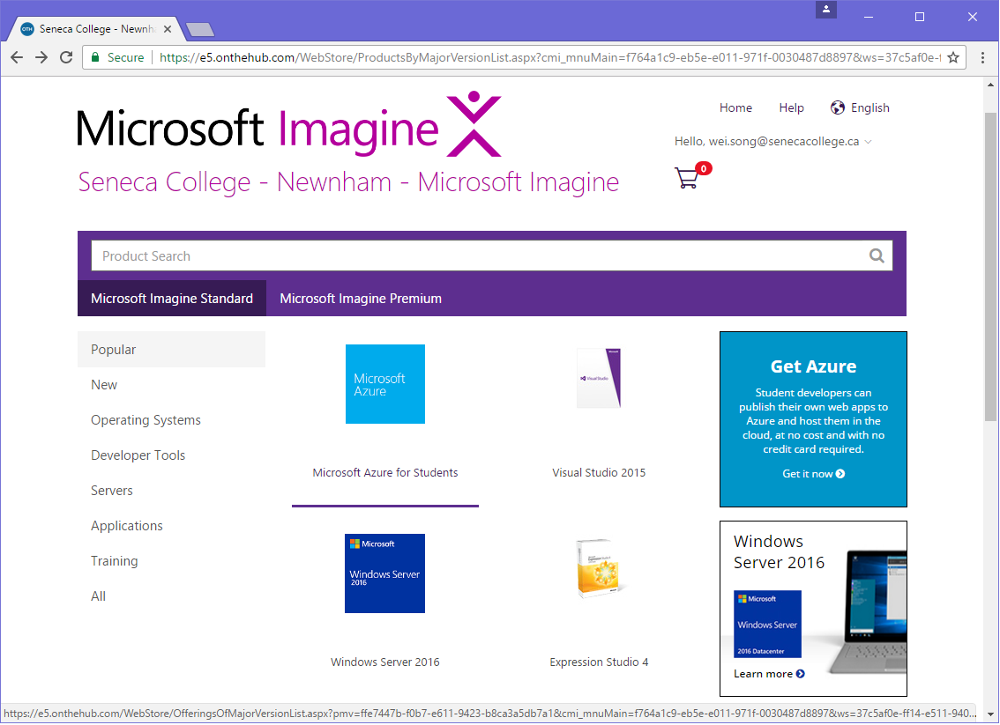 OTH Seneca College - Newnh
Secure https://e5.onthehub.com/WebStore/ProductsByMajorVersionList.aspx?cmi_mnuMain=f764a1c9-eb5e-e011-971f-0030487d8897&ws=37c5af0e-f
Microsoft Imagine
Home Help English
Hello, wei.song@senecacollege.ca
0
Seneca College - Newnham - Microsoft Imagine
Product Search
Microsoft Imagine Standard Microsoft Imagine Premium
Popular
New
Operating Systems
Developer Tools
Servers
Applications
Training
All
Microsoft
Azure
Microsoft Azure for Students
Visual Studio
Visual Studio 2015
Microsoft
Windows Server
2016
Windows Server 2016
Expression Studio 4
Get Azure
Student developers can
publish their own web apps to
Azure and host them in the
cloud, at no cost and with no
credit card required.
Get it now
Windows
Server 2016
Microsoft
Windows Server
2016 Datacenter
Learn more
https://e5.onthehub.com/WebStore/OfferingsOfMajorVersionList.aspx?pmv=ffe7447b-f0b7-e611-9423-b8ca3a5db7a1&cmi_mnuMain=f764a1c9-eb5e-e011-971f-0030487d8897&ws=37c5af0e-ff14-e511-940...